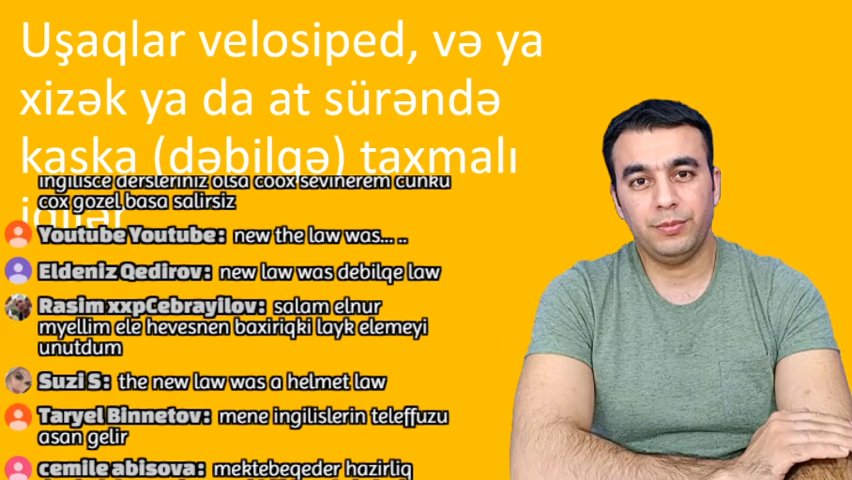 Uşaqlar velosiped, və ya
xizək ya da at sürəndə
kaska (dəbilqə) taxmalı
ingilisce dersleriniz olsa coox sevinerem cunku
cox gozel basa salirsiz
Youtube Youtube: new the law was... ..
Eldeniz Qedirov: new law was debilqe law
Rasim xxpCebrayilov: salam elnur
myellim ele hevesnen baxiriqki layk elemeyi
unutdum
Suzi S: the new law was a helmet law
Taryel Binnetov: mene ingilislerin teleffuzu
asan gelir
cemile abisova: mektebeqeder hazirliq